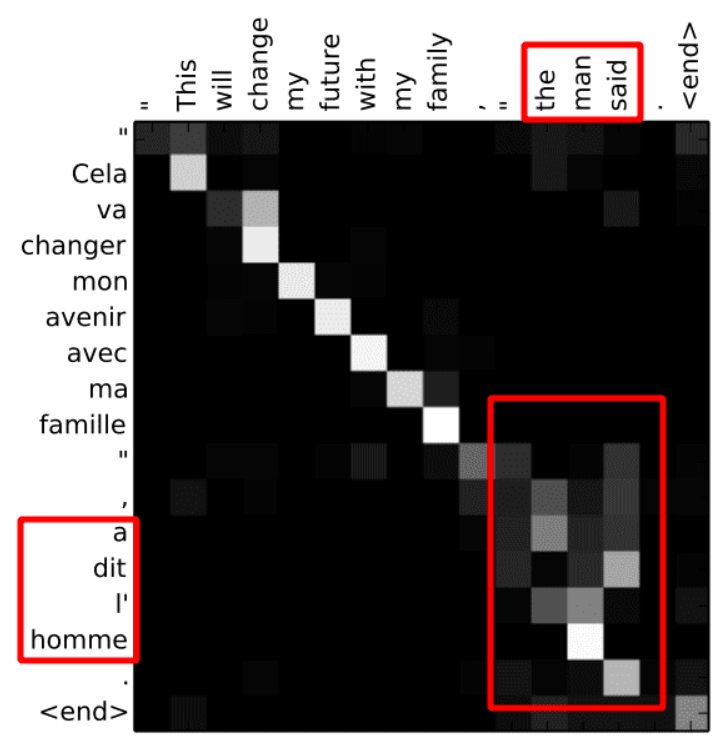 " This will change my future with my family , " the man said . <end>
"
Cela
va
changer
mon
avenir
avec
ma
famille
"
,
a
dit
l'
homme
.
<end>